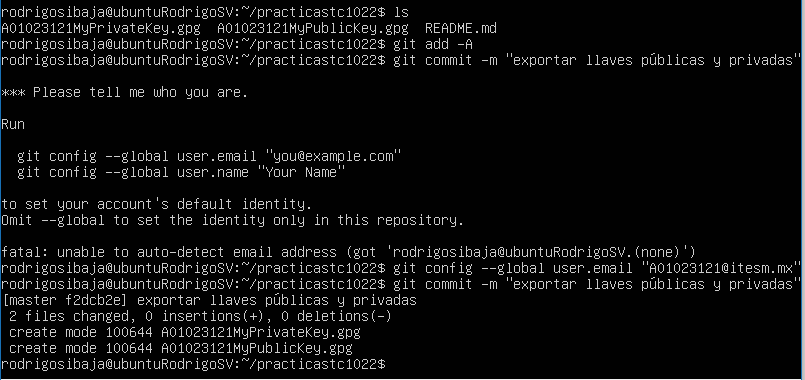 rodrigosibaja@ubuntuRodrigoSV:~/practicastc1022$ ls
A01023121MyPrivateKey.gpg  A01023121MyPublicKey.gpg  README.md
rodrigosibaja@ubuntuRodrigoSV:~/practicastc1022$ git add -A
rodrigosibaja@ubuntuRodrigoSV:~/practicastc1022$ git commit -m "exportar llaves públicas y privadas"
*** Please tell me who you are.
Run
  git config --global user.email "you@example.com"
  git config --global user.name "Your Name"
to set your account's default identity.
Omit --global to set the identity only in this repository.
fatal: unable to auto-detect email address (got 'rodrigosibaja@ubuntuRodrigoSV.(none)')
rodrigosibaja@ubuntuRodrigoSV:~/practicastc1022$ git config --global user.email "A01023121@itesm.mx"
rodrigosibaja@ubuntuRodrigoSV:~/practicastc1022$ git commit -m "exportar llaves públicas y privadas"
[master f2dcb2e] exportar llaves públicas y privadas
 2 files changed, 0 insertions(+), 0 deletions(-)
 create mode 100644 A01023121MyPrivateKey.gpg
 create mode 100644 A01023121MyPublicKey.gpg
rodrigosibaja@ubuntuRodrigoSV:~/practicastc1022$